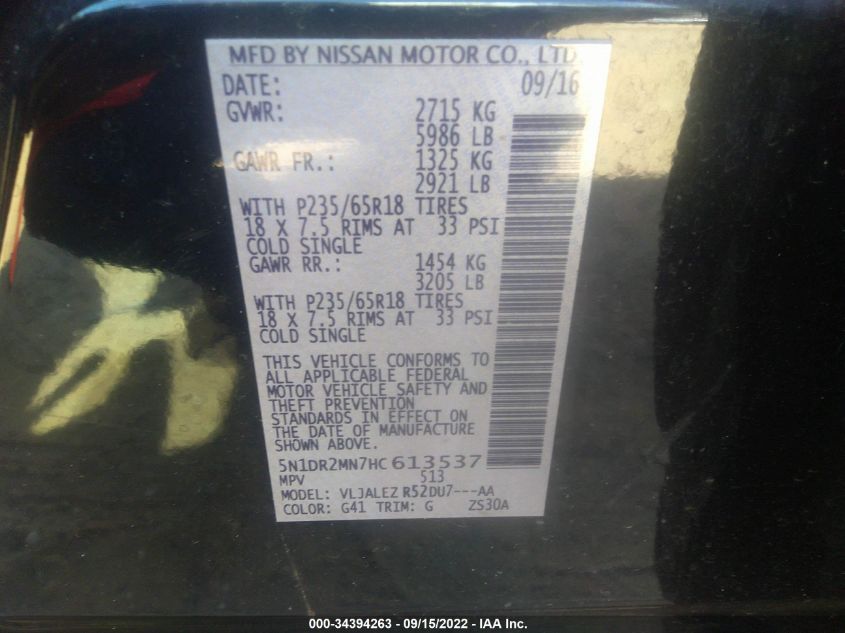 MFD BY NISSAN MOTOR CO., LTD
DATE: 09/16
GVWR: 2715 KG
5986 LB
GAWR FR.: 1325 KG
2921 LB
WITH P235/65R18 TIRES
18 X 7.5 RIMS AT 33 PSI
COLD SINGLE
GAWR RR.: 1454 KG
3205 LB
WITH P235/65R18 TIRES
18 X 7.5 RIMS AT 33 PSI
COLD SINGLE
THIS VEHICLE CONFORMS TO
ALL APPLICABLE FEDERAL
MOTOR VEHICLE SAFETY AND
THEFT PREVENTION
STANDARDS IN EFFECT ON
THE DATE OF MANUFACTURE
SHOWN ABOVE.
5N1DR2MN7HC613537
MPV 513
MODEL: VLJALEZ R52DU7---AA
COLOR: G41 TRIM: G ZS30A
000-34394263 - 09/15/2022 - IAA Inc.